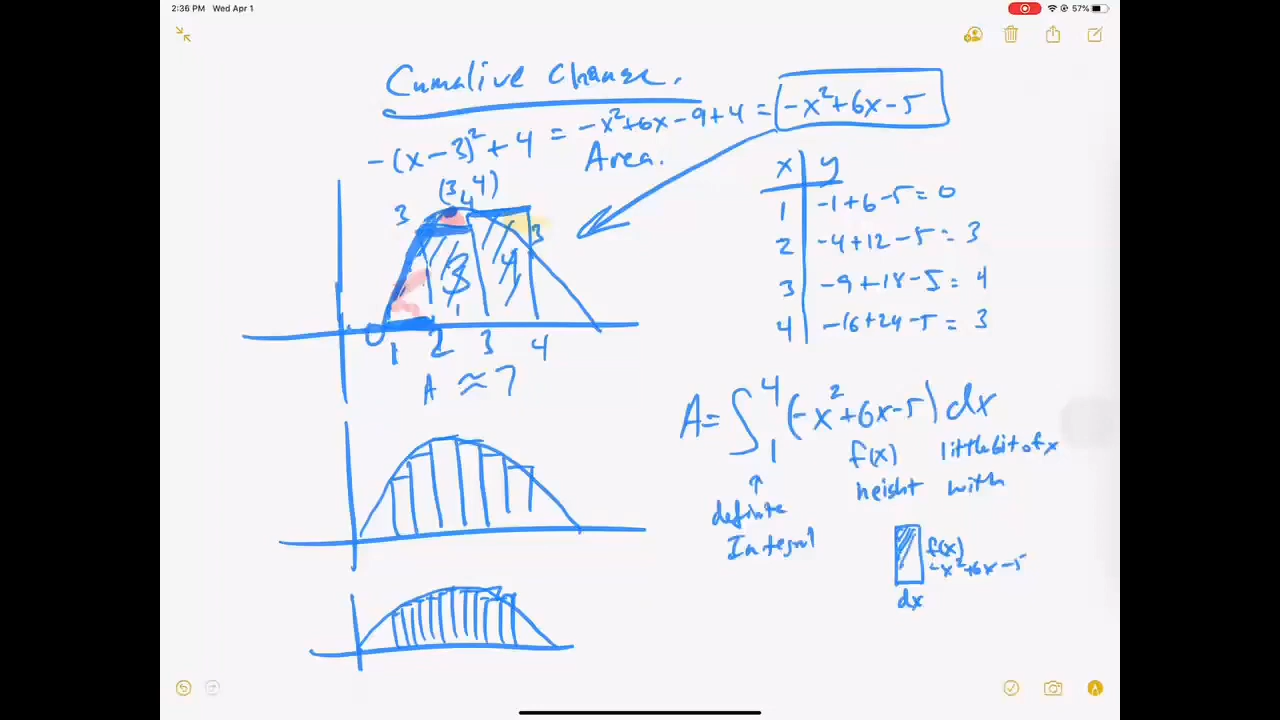 2:36 PM Wed Apr 1
57%
Cumalive Change.
-(x-3)²+4 = -x²+6x-9+4 = -x²+6x-5
Area.
(3,4)
3 4 3
3 4
0 1 2 3 4
A ≈ 7
x y
1 -1+6-5=0
2 -4+12-5=3
3 -9+18-5=4
4 -16+24-5=3
A=∫₁⁴(-x²+6x-5)dx
f(x) little bit of x
height with
↑
definite
Integral
f(x)
-x²+6x-5
dx